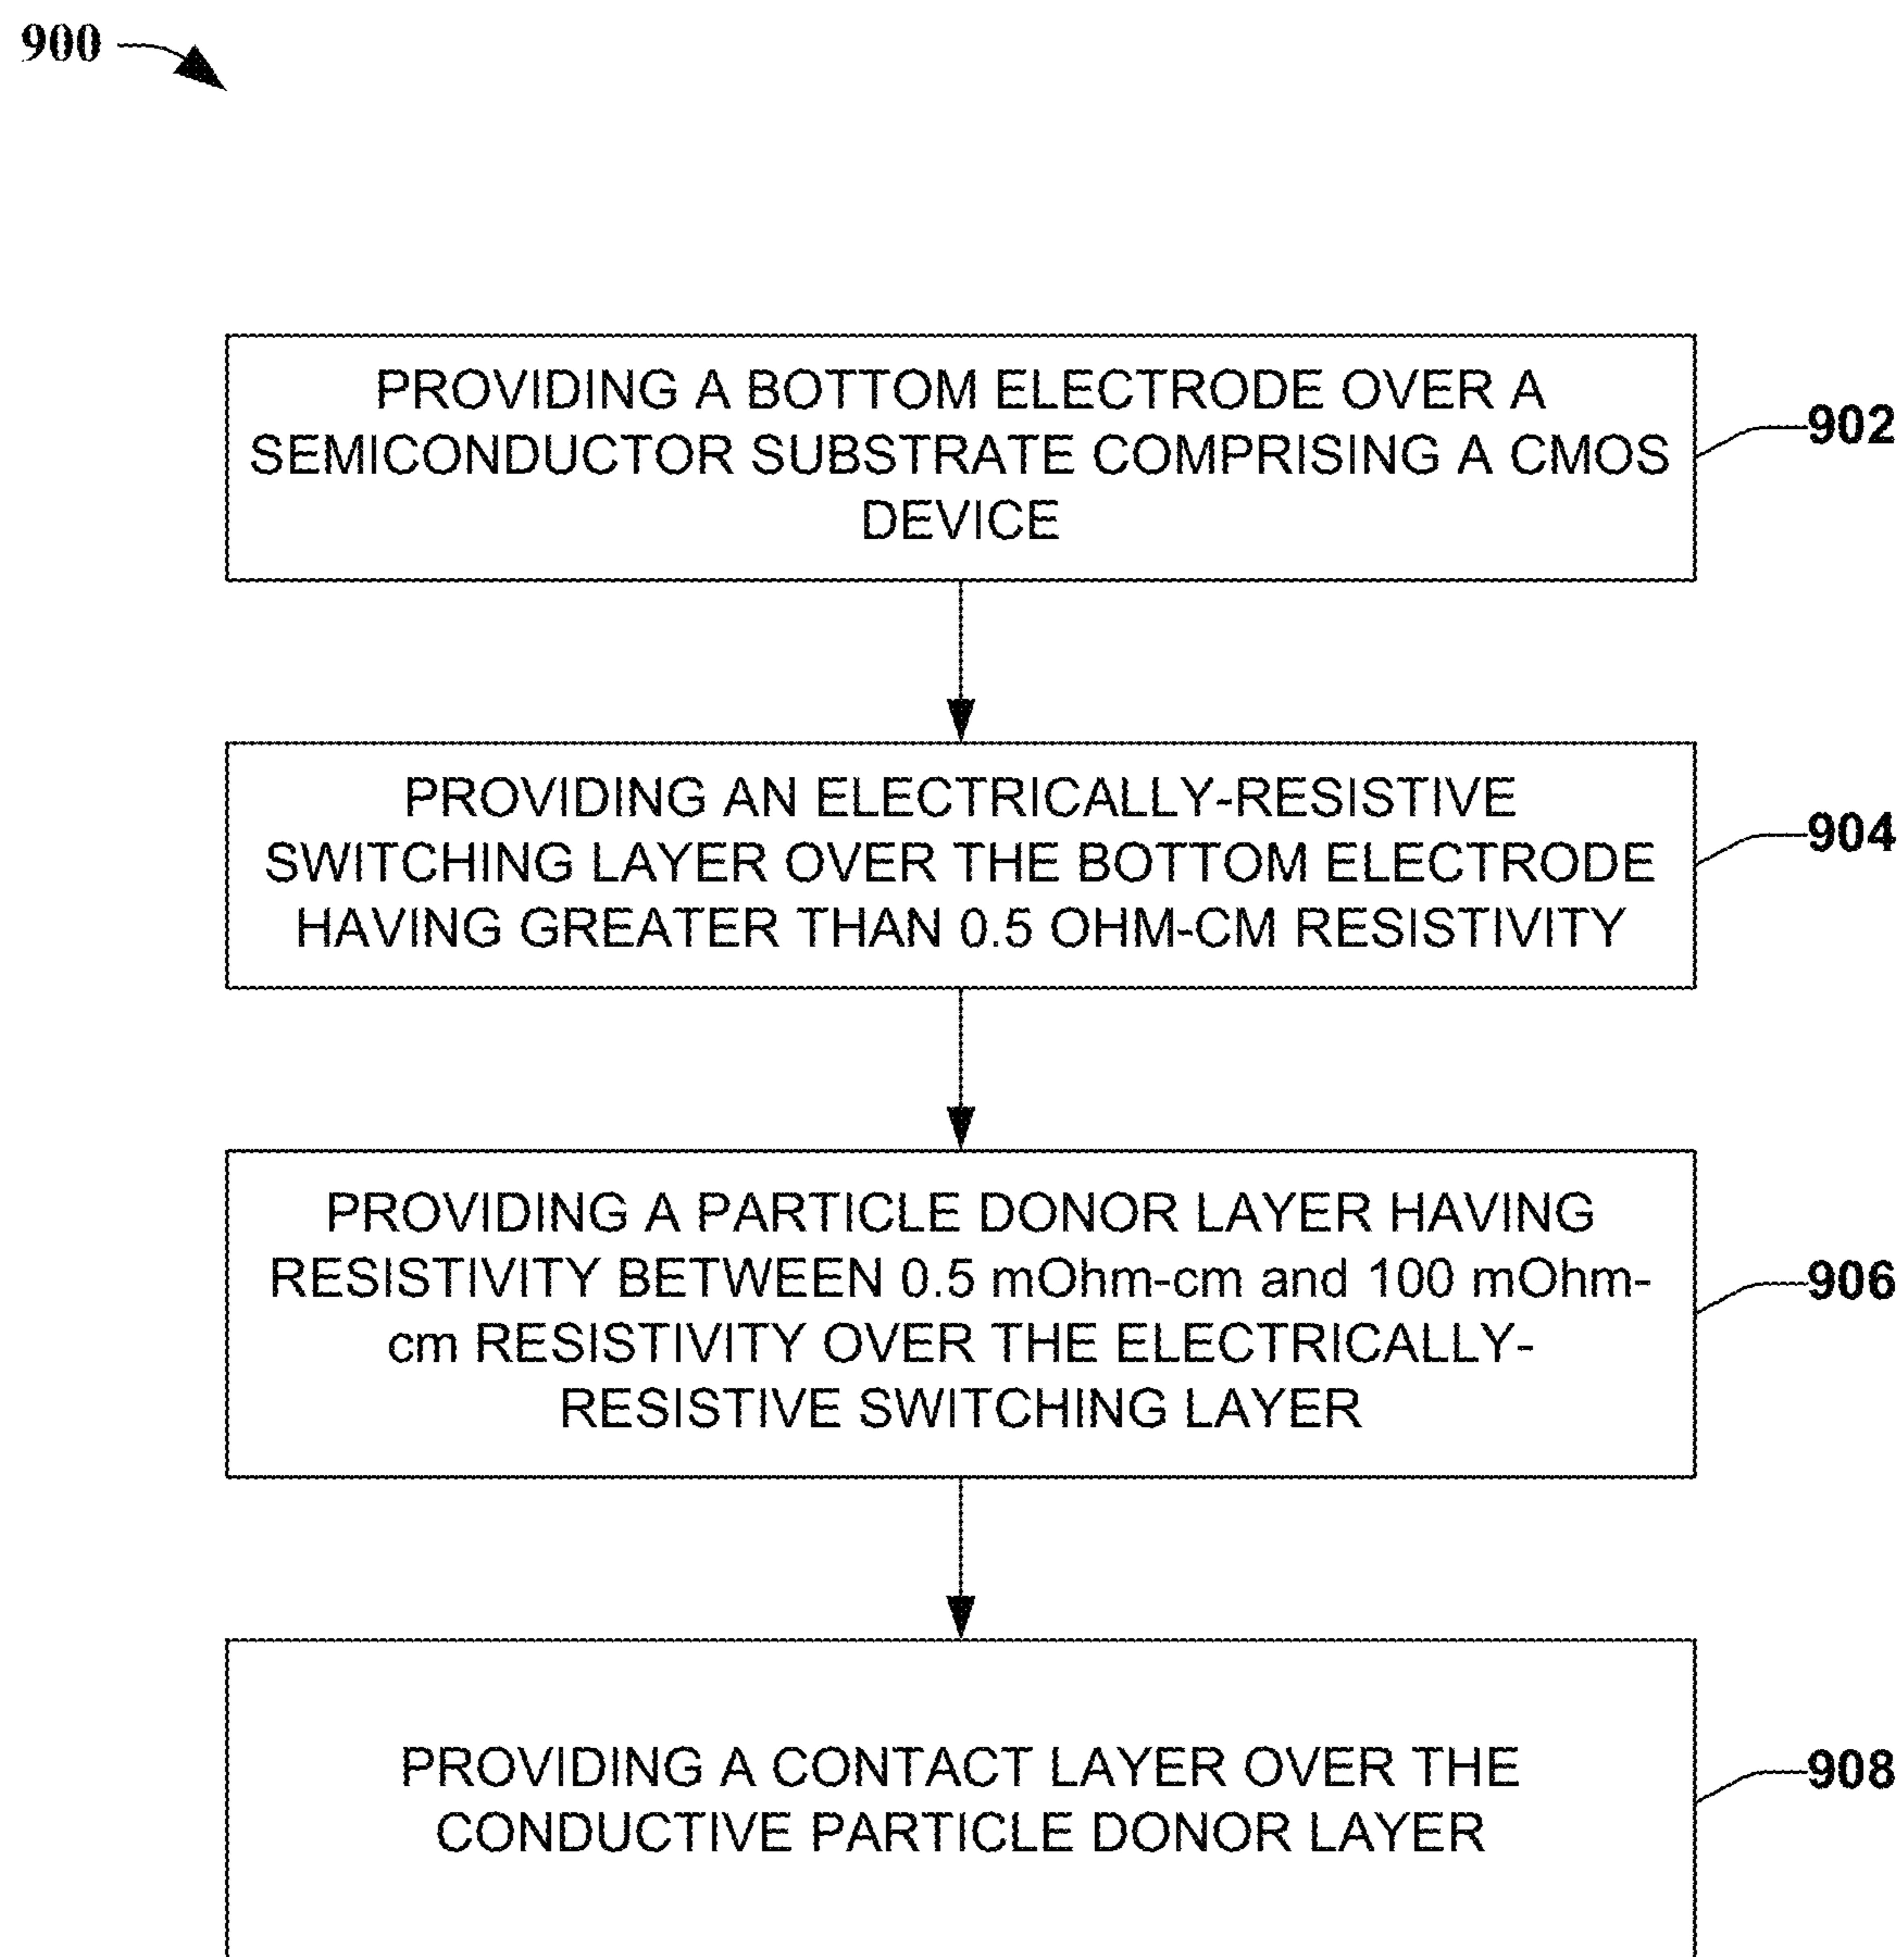 900
PROVIDING A BOTTOM ELECTRODE OVER A
SEMICONDUCTOR SUBSTRATE COMPRISING A CMOS
DEVICE
902
PROVIDING AN ELECTRICALLY-RESISTIVE
SWITCHING LAYER OVER THE BOTTOM ELECTRODE
HAVING GREATER THAN 0.5 OHM-CM RESISTIVITY
904
PROVIDING A PARTICLE DONOR LAYER HAVING
RESISTIVITY BETWEEN 0.5 mOhm-cm and 100 mOhm-
cm RESISTIVITY OVER THE ELECTRICALLY-
RESISTIVE SWITCHING LAYER
906
PROVIDING A CONTACT LAYER OVER THE
CONDUCTIVE PARTICLE DONOR LAYER
908